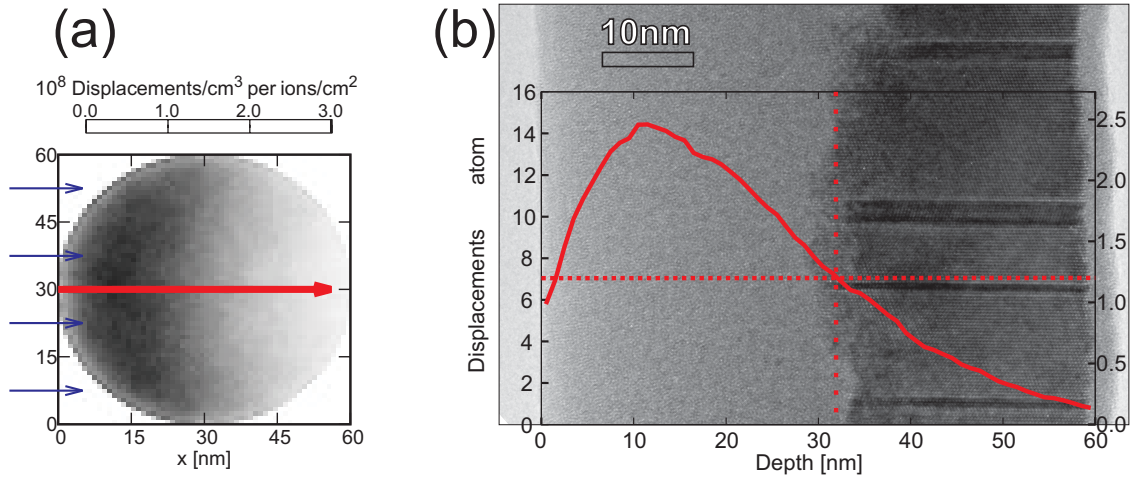 (a)
10^8 Displacements/cm^3 per ions/cm^2
0.0 1.0 2.0 3.0
60
45
30
15
0
0 15 30 45 60
x [nm]
(b)
10nm
16
14
12
10
8
6
4
2
0
Displacements atom
2.5
2.0
1.5
1.0
0.5
0.0
0 10 20 30 40 50 60
Depth [nm]